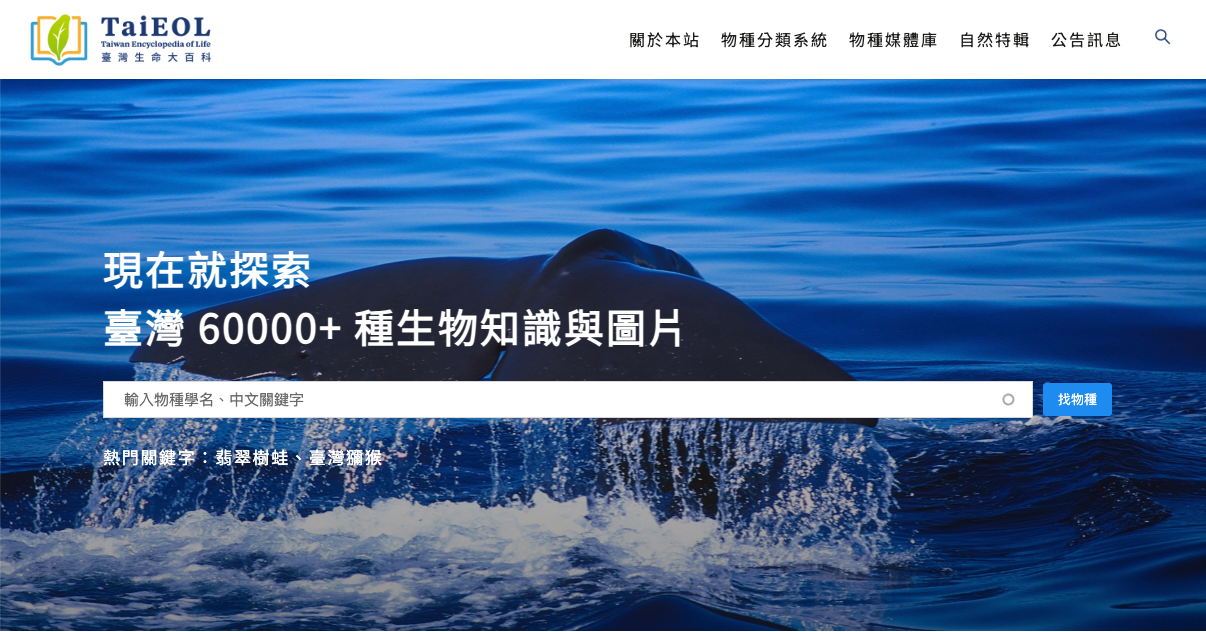 TaiEOL
Taiwan Encyclopedia of Life
臺灣生命大百科
關於本站 物種分類系統 物種媒體庫 自然特輯 公告訊息
現在就探索
臺灣 60000+ 種生物知識與圖片
輸入物種學名、中文關鍵字
找物種
熱門關鍵字：翡翠樹蛙、臺灣獼猴